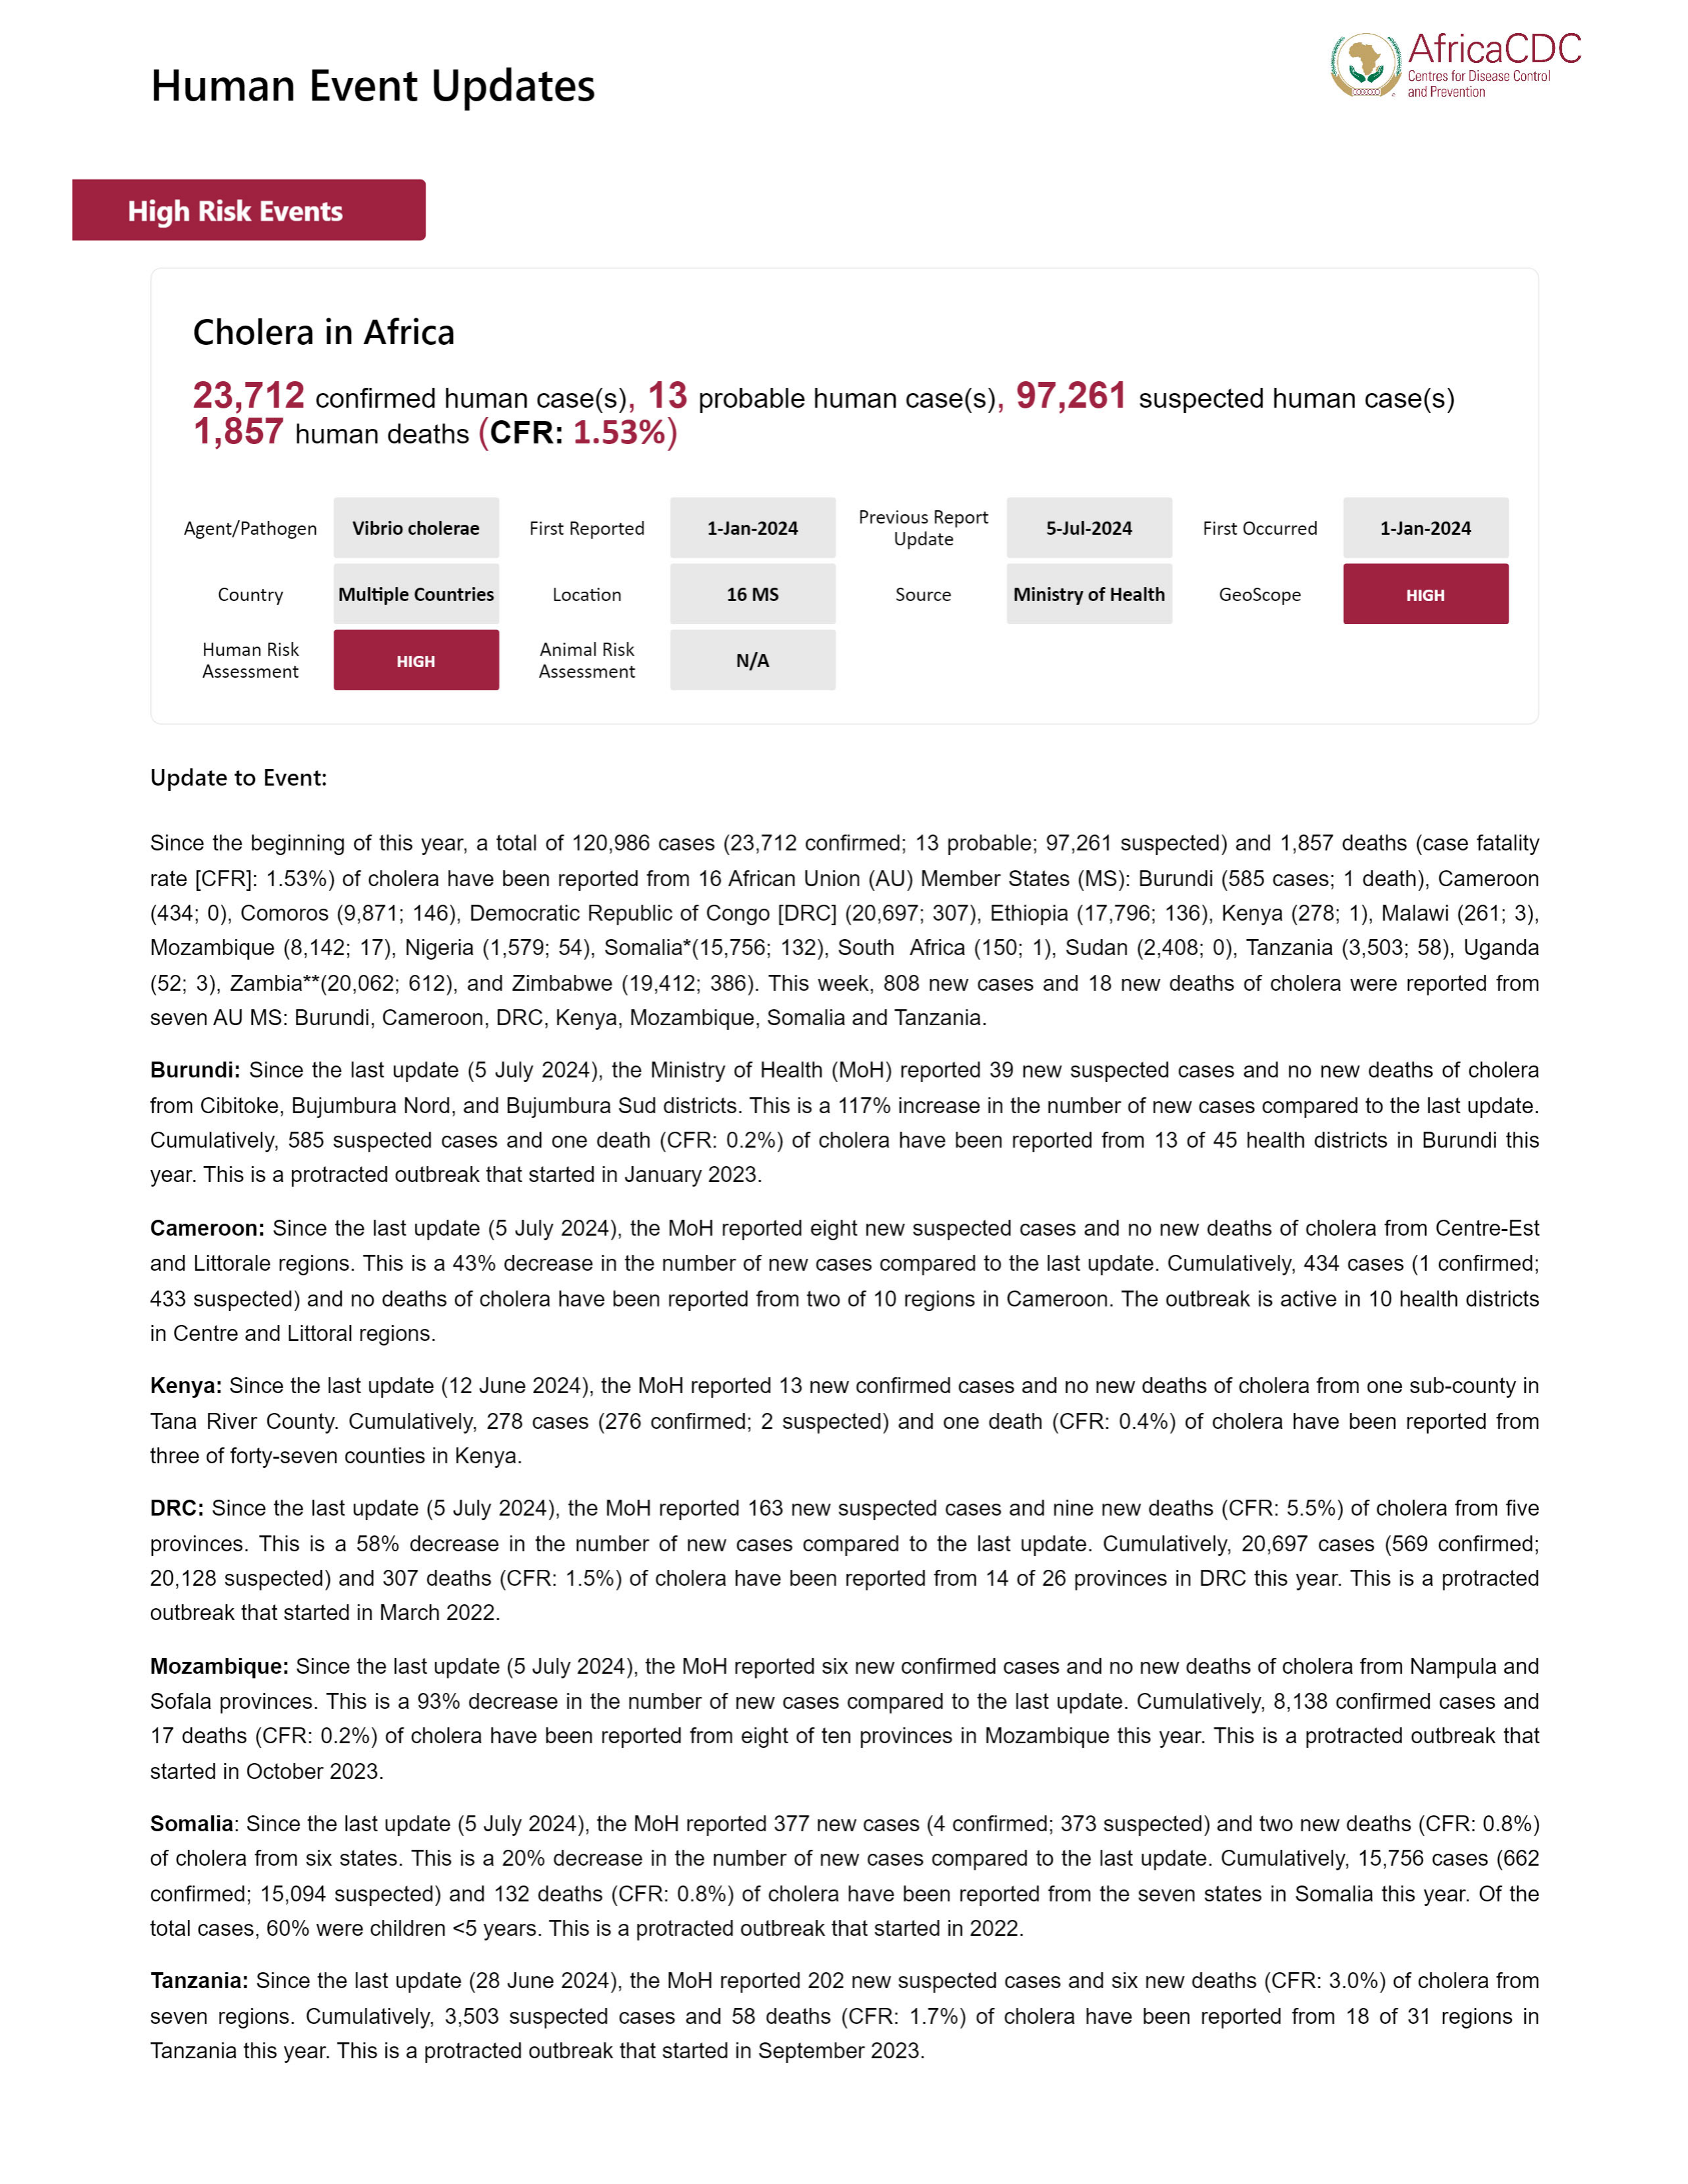 Human Event Updates
AfricaCDC
Centres for Disease Control
and Prevention
High Risk Events
Cholera in Africa
23,712 confirmed human case(s), 13 probable human case(s), 97,261 suspected human case(s)
1,857 human deaths (CFR: 1.53%)
Agent/Pathogen Vibrio cholerae First Reported 1-Jan-2024 Previous Report Update 5-Jul-2024 First Occurred 1-Jan-2024
Country Multiple Countries Location 16 MS Source Ministry of Health GeoScope HIGH
Human Risk Assessment HIGH Animal Risk Assessment N/A
Update to Event:
Since the beginning of this year, a total of 120,986 cases (23,712 confirmed; 13 probable; 97,261 suspected) and 1,857 deaths (case fatality
rate [CFR]: 1.53%) of cholera have been reported from 16 African Union (AU) Member States (MS): Burundi (585 cases; 1 death), Cameroon
(434; 0), Comoros (9,871; 146), Democratic Republic of Congo [DRC] (20,697; 307), Ethiopia (17,796; 136), Kenya (278; 1), Malawi (261; 3),
Mozambique (8,142; 17), Nigeria (1,579; 54), Somalia*(15,756; 132), South Africa (150; 1), Sudan (2,408; 0), Tanzania (3,503; 58), Uganda
(52; 3), Zambia**(20,062; 612), and Zimbabwe (19,412; 386). This week, 808 new cases and 18 new deaths of cholera were reported from
seven AU MS: Burundi, Cameroon, DRC, Kenya, Mozambique, Somalia and Tanzania.
Burundi: Since the last update (5 July 2024), the Ministry of Health (MoH) reported 39 new suspected cases and no new deaths of cholera
from Cibitoke, Bujumbura Nord, and Bujumbura Sud districts. This is a 117% increase in the number of new cases compared to the last update.
Cumulatively, 585 suspected cases and one death (CFR: 0.2%) of cholera have been reported from 13 of 45 health districts in Burundi this
year. This is a protracted outbreak that started in January 2023.
Cameroon: Since the last update (5 July 2024), the MoH reported eight new suspected cases and no new deaths of cholera from Centre-Est
and Littorale regions. This is a 43% decrease in the number of new cases compared to the last update. Cumulatively, 434 cases (1 confirmed;
433 suspected) and no deaths of cholera have been reported from two of 10 regions in Cameroon. The outbreak is active in 10 health districts
in Centre and Littoral regions.
Kenya: Since the last update (12 June 2024), the MoH reported 13 new confirmed cases and no new deaths of cholera from one sub-county in
Tana River County. Cumulatively, 278 cases (276 confirmed; 2 suspected) and one death (CFR: 0.4%) of cholera have been reported from
three of forty-seven counties in Kenya.
DRC: Since the last update (5 July 2024), the MoH reported 163 new suspected cases and nine new deaths (CFR: 5.5%) of cholera from five
provinces. This is a 58% decrease in the number of new cases compared to the last update. Cumulatively, 20,697 cases (569 confirmed;
20,128 suspected) and 307 deaths (CFR: 1.5%) of cholera have been reported from 14 of 26 provinces in DRC this year. This is a protracted
outbreak that started in March 2022.
Mozambique: Since the last update (5 July 2024), the MoH reported six new confirmed cases and no new deaths of cholera from Nampula and
Sofala provinces. This is a 93% decrease in the number of new cases compared to the last update. Cumulatively, 8,138 confirmed cases and
17 deaths (CFR: 0.2%) of cholera have been reported from eight of ten provinces in Mozambique this year. This is a protracted outbreak that
started in October 2023.
Somalia: Since the last update (5 July 2024), the MoH reported 377 new cases (4 confirmed; 373 suspected) and two new deaths (CFR: 0.8%)
of cholera from six states. This is a 20% decrease in the number of new cases compared to the last update. Cumulatively, 15,756 cases (662
confirmed; 15,094 suspected) and 132 deaths (CFR: 0.8%) of cholera have been reported from the seven states in Somalia this year. Of the
total cases, 60% were children <5 years. This is a protracted outbreak that started in 2022.
Tanzania: Since the last update (28 June 2024), the MoH reported 202 new suspected cases and six new deaths (CFR: 3.0%) of cholera from
seven regions. Cumulatively, 3,503 suspected cases and 58 deaths (CFR: 1.7%) of cholera have been reported from 18 of 31 regions in
Tanzania this year. This is a protracted outbreak that started in September 2023.